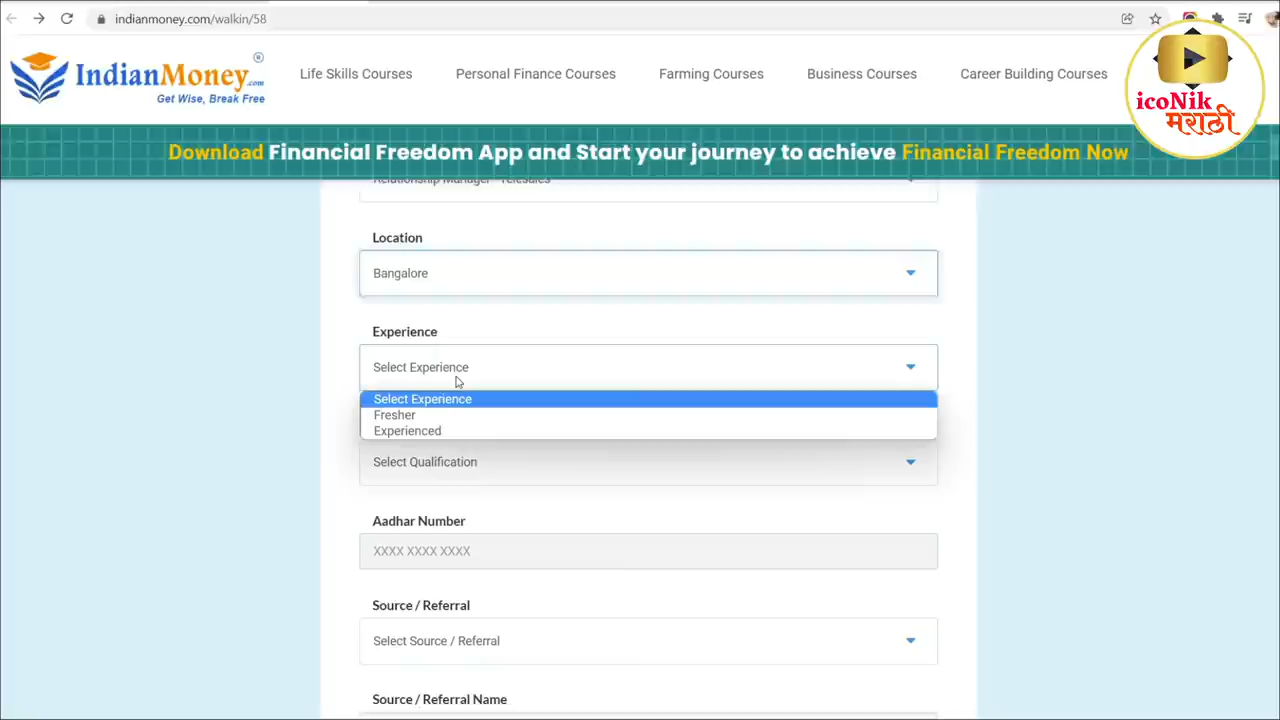 indianmoney.com/walkin/58
IndianMoney.com ®
Get Wise, Break Free
Life Skills Courses
Personal Finance Courses
Farming Courses
Business Courses
Career Building Courses
icoNik
मराठी
Download Financial Freedom App and Start your journey to achieve Financial Freedom Now
Relationship Manager - Telesales
Location
Bangalore
Experience
Select Experience
Select Experience
Fresher
Experienced
Select Qualification
Aadhar Number
XXXX XXXX XXXX
Source / Referral
Select Source / Referral
Source / Referral Name